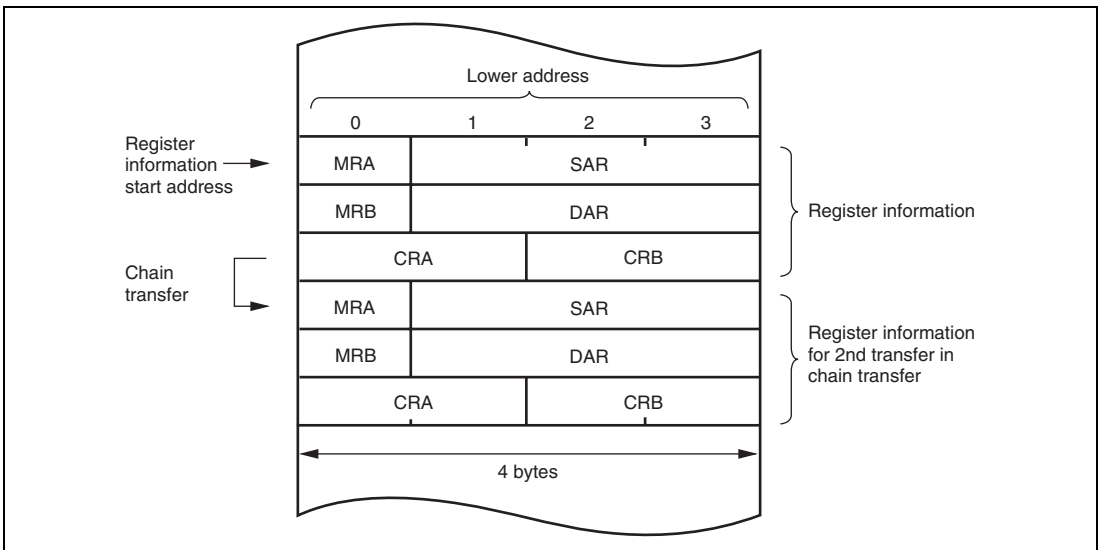 Lower address
0 1 2 3
Register
information
start address
MRA SAR
MRB DAR
Register information
CRA CRB
Chain
transfer
MRA SAR
MRB DAR
Register information
for 2nd transfer in
chain transfer
CRA CRB
4 bytes